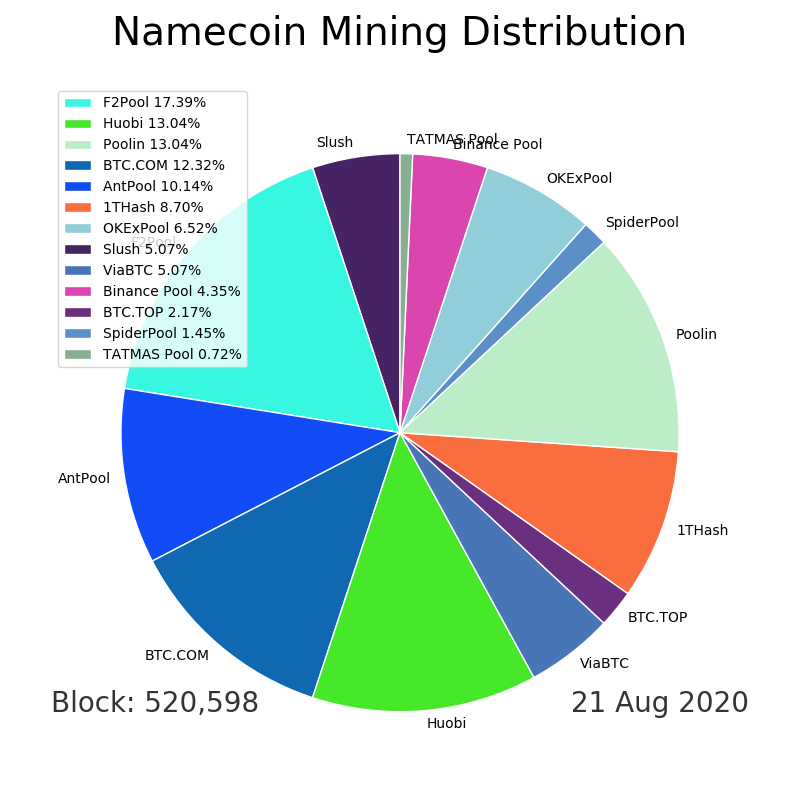 Namecoin Mining Distribution
F2Pool 17.39%
Huobi 13.04%
Poolin 13.04%
BTC.COM 12.32%
AntPool 10.14%
1THash 8.70%
OKExPool 6.52%
Slush 5.07%
ViaBTC 5.07%
Binance Pool 4.35%
BTC.TOP 2.17%
SpiderPool 1.45%
TATMAS Pool 0.72%
Slush
TATMAS Pool
Binance Pool
OKExPool
SpiderPool
F2Pool
Poolin
AntPool
1THash
BTC.TOP
BTC.COM
ViaBTC
Huobi
Block: 520,598
21 Aug 2020